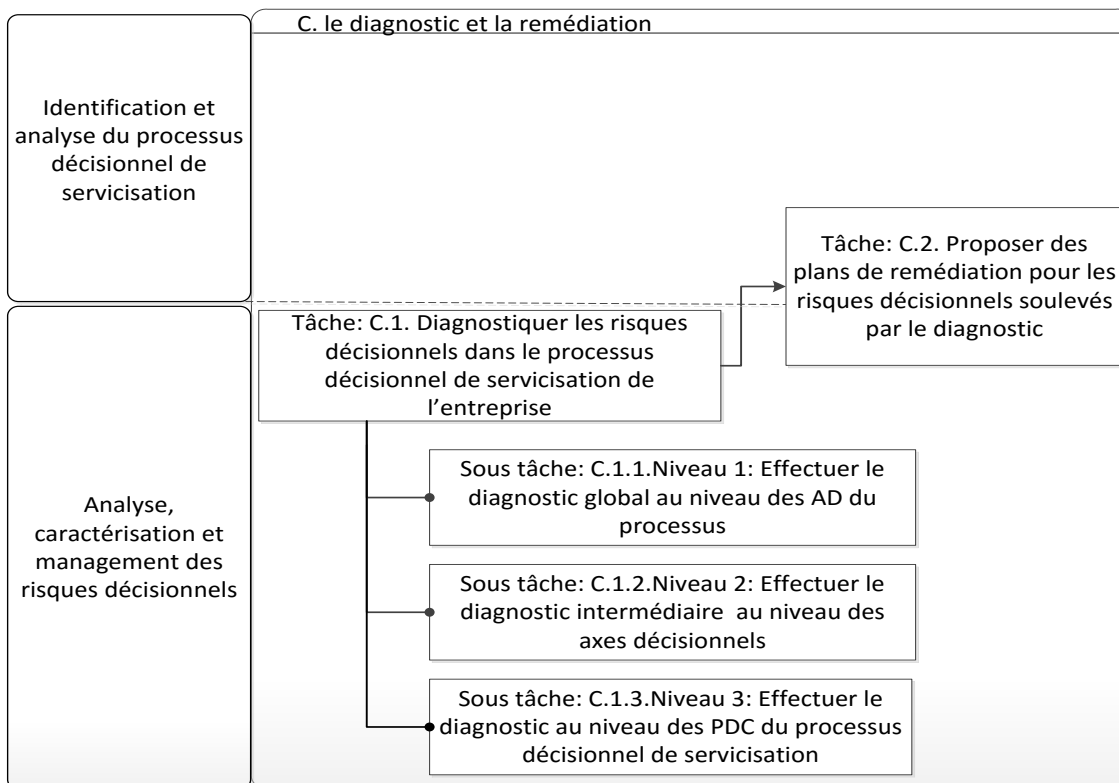 C. le diagnostic et la remédiation
Identification et
analyse du processus
décisionnel de
servicisation
Tâche: C.2. Proposer des
plans de remédiation pour les
risques décisionnels soulevés
par le diagnostic
Tâche: C.1. Diagnostiquer les risques
décisionnels dans le processus
décisionnel de servicisation de
l’entreprise
Analyse,
caractérisation et
management des
risques décisionnels
Sous tâche: C.1.1.Niveau 1: Effectuer le
diagnostic global au niveau des AD du
processus
Sous tâche: C.1.2.Niveau 2: Effectuer le
diagnostic intermédiaire au niveau des
axes décisionnels
Sous tâche: C.1.3.Niveau 3: Effectuer le
diagnostic au niveau des PDC du processus
décisionnel de servicisation